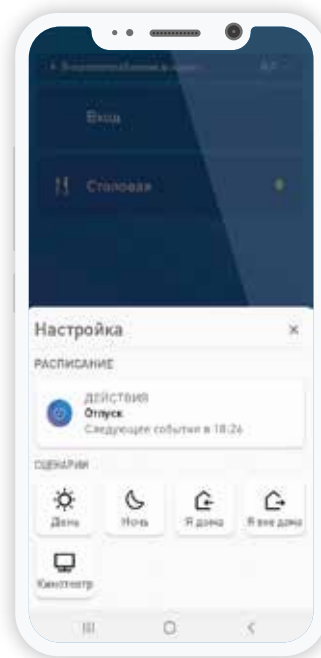 Вход
Столовая
Настройка
РАСПИСАНИЕ
ДЕЙСТВИЯ
Отпуск
Следующее событие в 18:26
СЦЕНАРИИ
День
Ночь
Я дома
Я вне дома
Кинотеатр